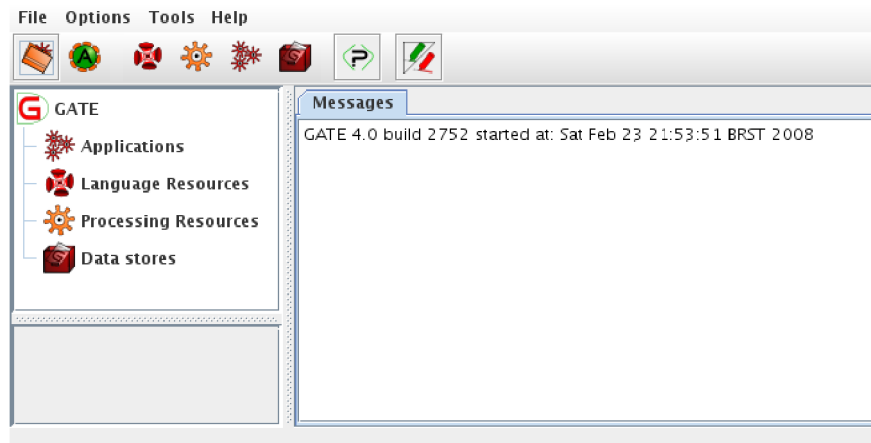 File Options Tools Help
GATE
Applications
Language Resources
Processing Resources
Data stores
Messages
GATE 4.0 build 2752 started at: Sat Feb 23 21:53:51 BRST 2008